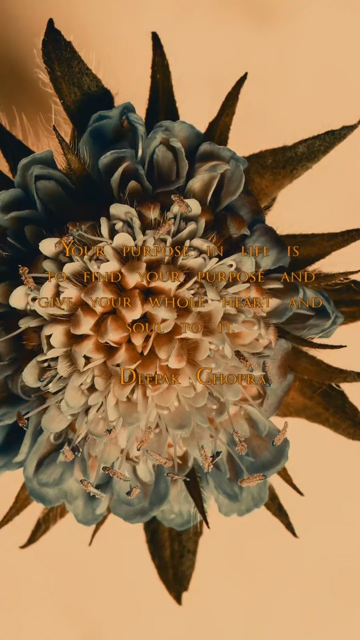 Your purpose in life is
to find your purpose and
give your whole heart and
soul to it
Deepak Chopra